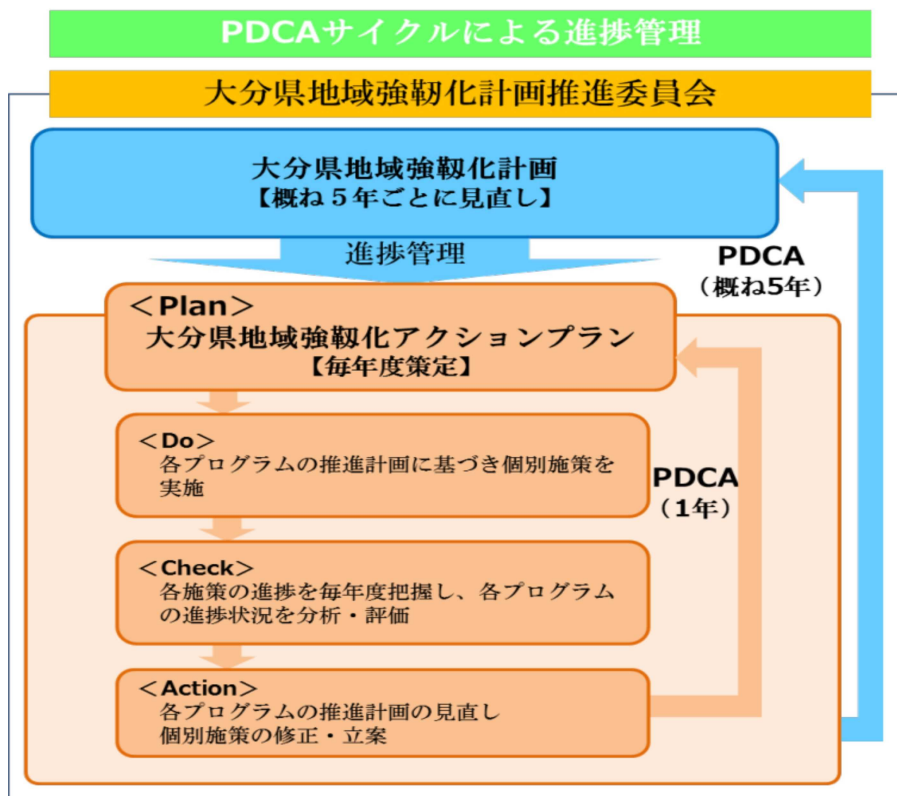 PDCAサイクルによる進捗管理
大分県地域強靭化計画推進委員会
大分県地域強靱化計画
【概ね５年ごとに見直し】
進捗管理
PDCA
（概ね5年）
＜Plan＞
大分県地域強靱化アクションプラン
【毎年度策定】
＜Do＞
各プログラムの推進計画に基づき個別施策を
実施
PDCA
（1年）
＜Check＞
各施策の進捗を毎年度把握し、各プログラム
の進捗状況を分析・評価
＜Action＞
各プログラムの推進計画の見直し
個別施策の修正・立案